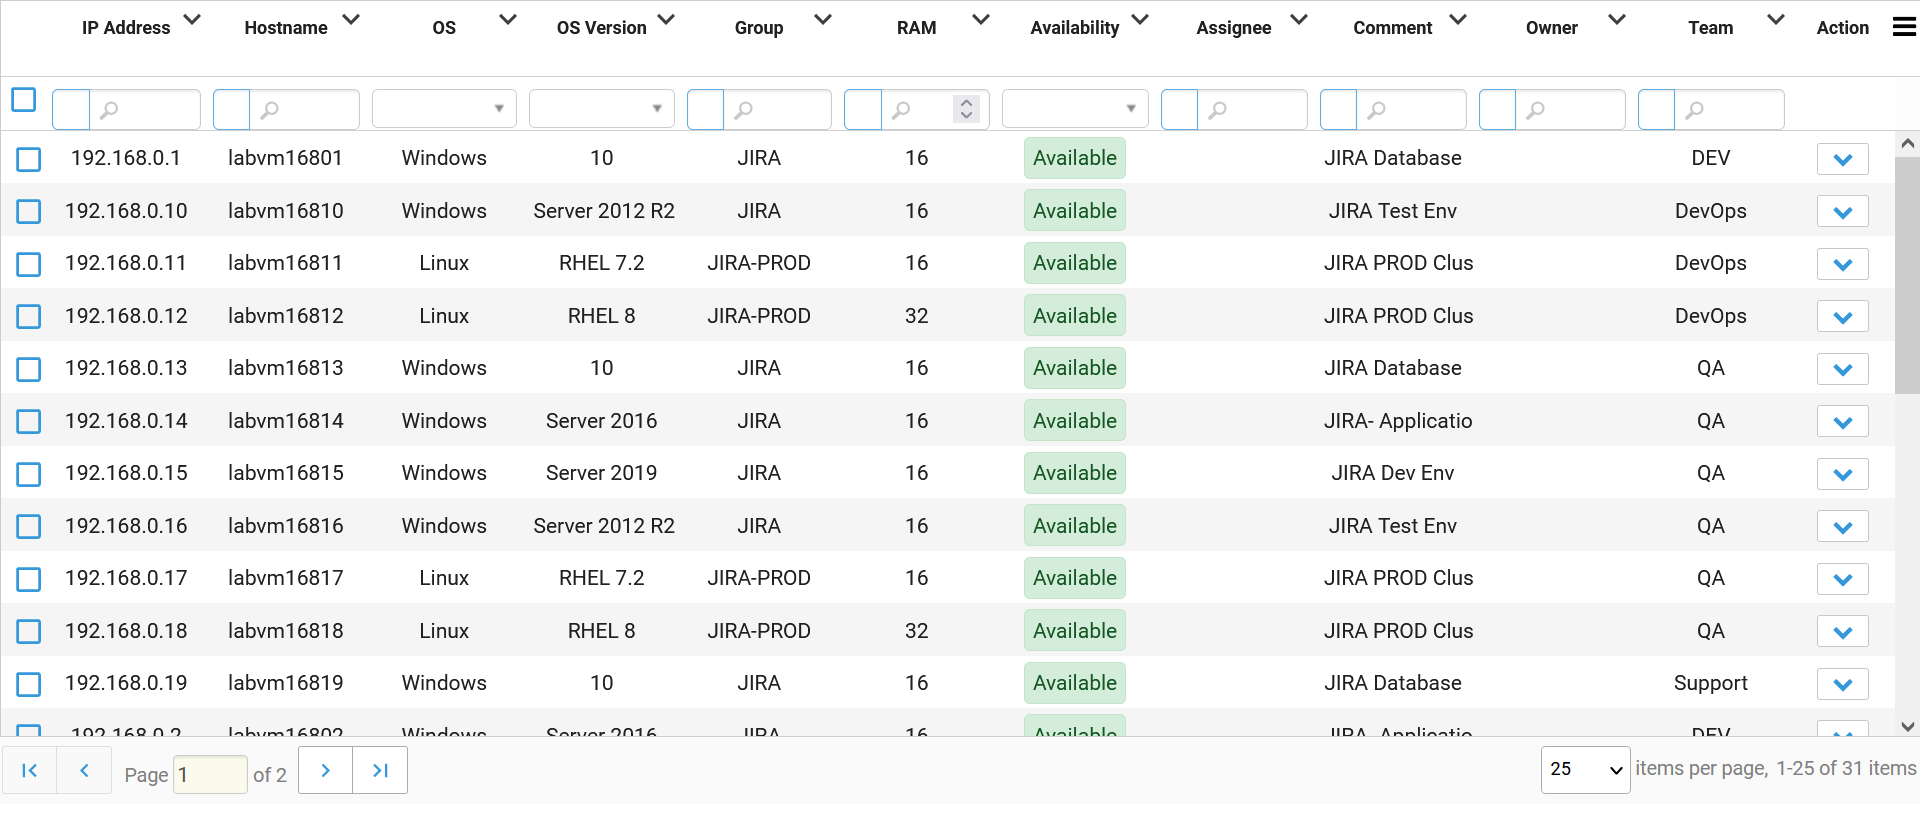 IP Address Hostname OS OS Version Group RAM Availability Assignee Comment Owner Team Action
192.168.0.1 labvm16801 Windows 10 JIRA 16 Available JIRA Database DEV
192.168.0.10 labvm16810 Windows Server 2012 R2 JIRA 16 Available JIRA Test Env DevOps
192.168.0.11 labvm16811 Linux RHEL 7.2 JIRA-PROD 16 Available JIRA PROD Clus DevOps
192.168.0.12 labvm16812 Linux RHEL 8 JIRA-PROD 32 Available JIRA PROD Clus DevOps
192.168.0.13 labvm16813 Windows 10 JIRA 16 Available JIRA Database QA
192.168.0.14 labvm16814 Windows Server 2016 JIRA 16 Available JIRA- Applicatio QA
192.168.0.15 labvm16815 Windows Server 2019 JIRA 16 Available JIRA Dev Env QA
192.168.0.16 labvm16816 Windows Server 2012 R2 JIRA 16 Available JIRA Test Env QA
192.168.0.17 labvm16817 Linux RHEL 7.2 JIRA-PROD 16 Available JIRA PROD Clus QA
192.168.0.18 labvm16818 Linux RHEL 8 JIRA-PROD 32 Available JIRA PROD Clus QA
192.168.0.19 labvm16819 Windows 10 JIRA 16 Available JIRA Database Support
192.168.0.2 labvm16802 Windows Server 2016 JIRA 16 Available JIRA- Applicatio DEV
Page 1 of 2 25 items per page, 1-25 of 31 items